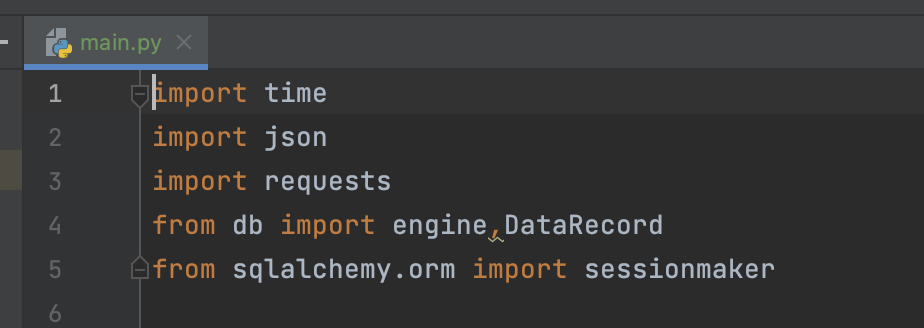 main.py
1 import time
2 import json
3 import requests
4 from db import engine,DataRecord
5 from sqlalchemy.orm import sessionmaker
6